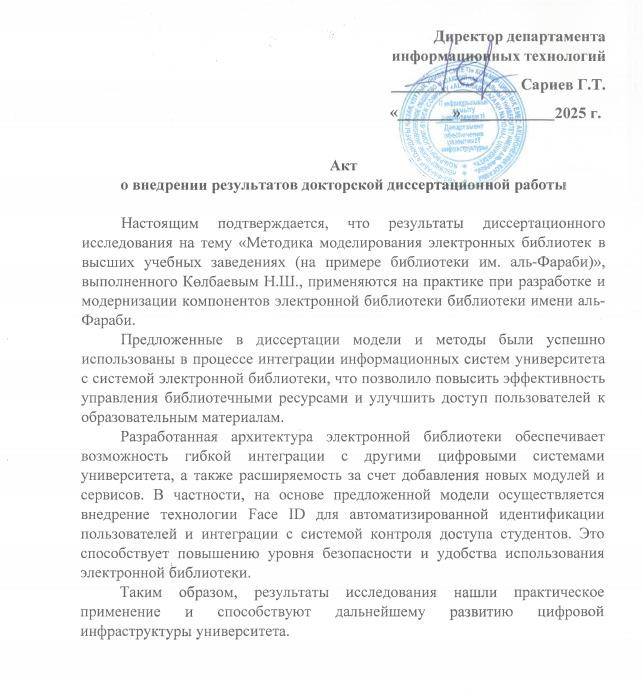 Директор департамента
информационных технологий
_______________ Сариев Г.Т.
«_______»____________2025 г.
Департамент
обеспечения
развития IT
инфраструктуры
Акт
о внедрении результатов докторской диссертационной работы
Настоящим подтверждается, что результаты диссертационного
исследования на тему «Методика моделирования электронных библиотек в
высших учебных заведениях (на примере библиотеки им. аль-Фараби)»,
выполненного Көлбаевым Н.Ш., применяются на практике при разработке и
модернизации компонентов электронной библиотеки библиотеки имени аль-
Фараби.
Предложенные в диссертации модели и методы были успешно
использованы в процессе интеграции информационных систем университета
с системой электронной библиотеки, что позволило повысить эффективность
управления библиотечными ресурсами и улучшить доступ пользователей к
образовательным материалам.
Разработанная архитектура электронной библиотеки обеспечивает
возможность гибкой интеграции с другими цифровыми системами
университета, а также расширяемость за счет добавления новых модулей и
сервисов. В частности, на основе предложенной модели осуществляется
внедрение технологии Face ID для автоматизированной идентификации
пользователей и интеграции с системой контроля доступа студентов. Это
способствует повышению уровня безопасности и удобства использования
электронной библиотеки.
Таким образом, результаты исследования нашли практическое
применение и способствуют дальнейшему развитию цифровой
инфраструктуры университета.